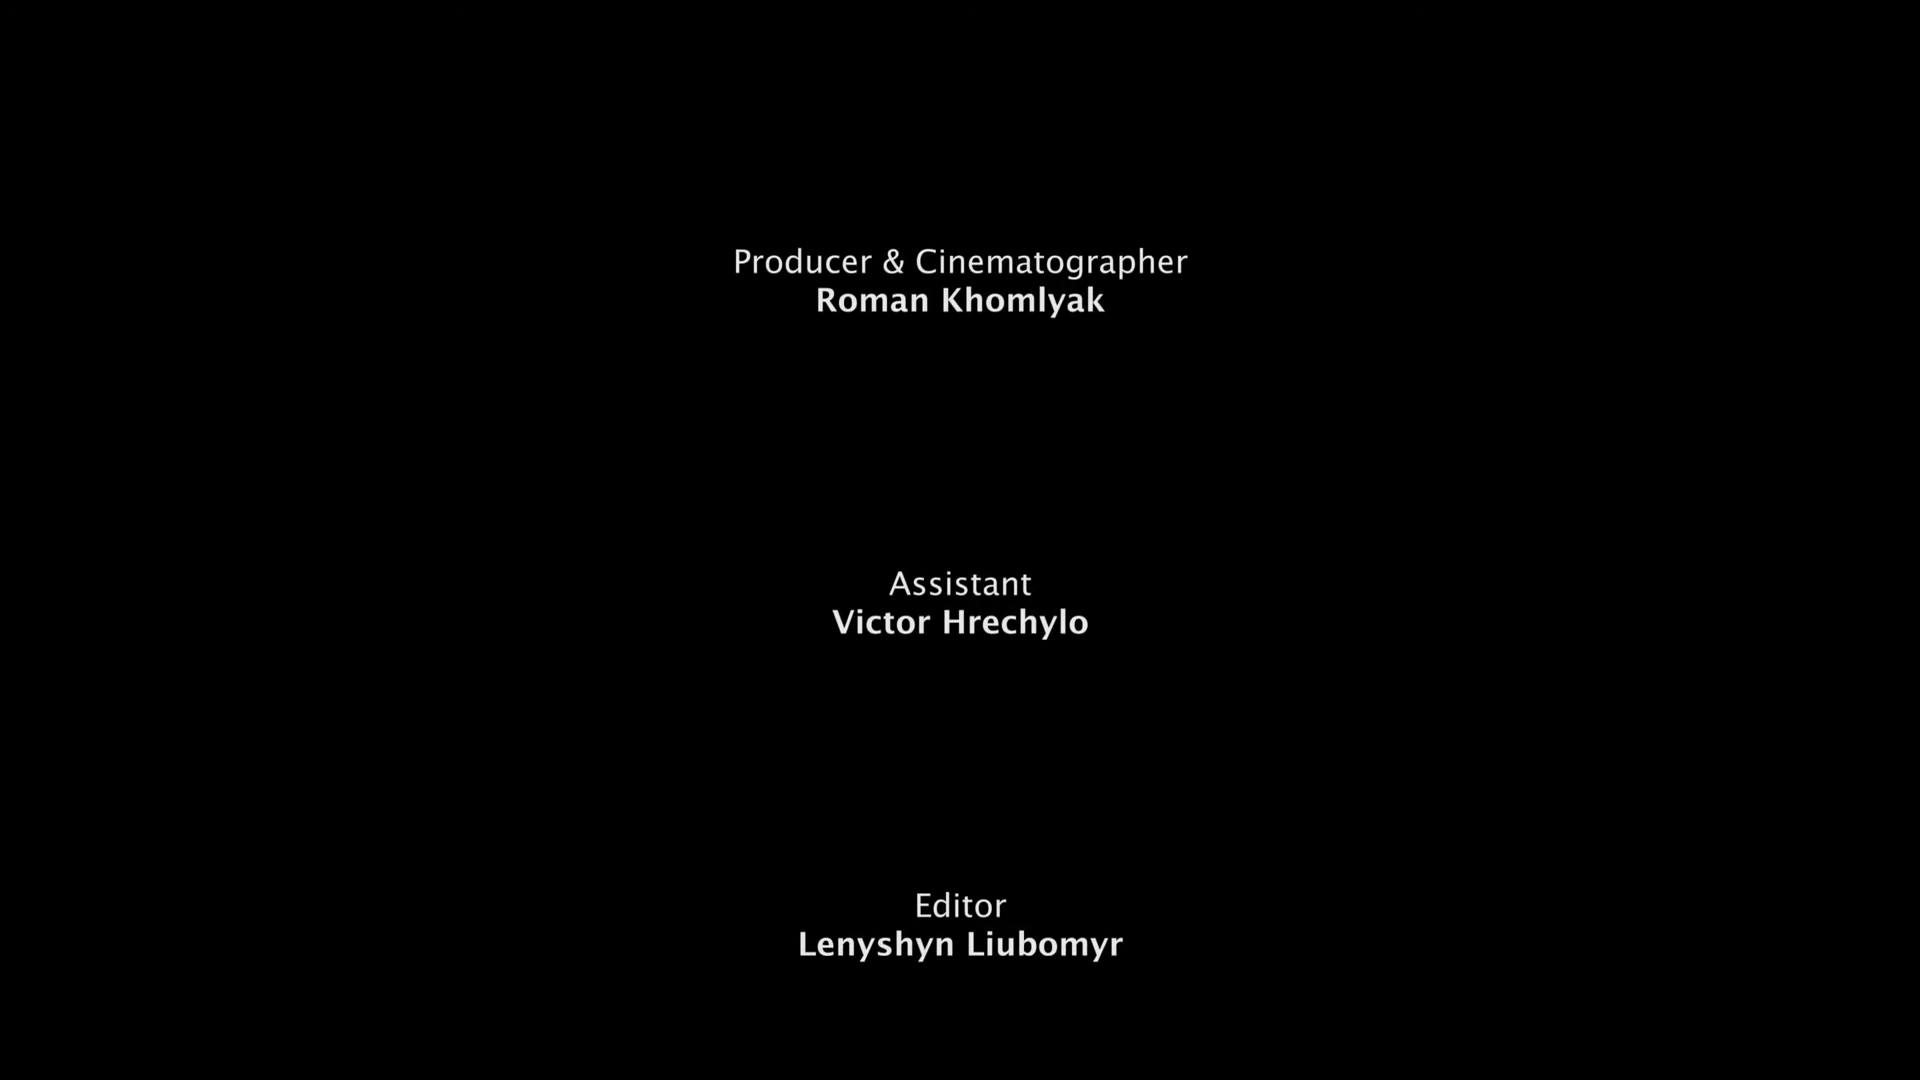 Producer & Cinematographer
Roman Khomlyak
Assistant
Victor Hrechylo
Editor
Lenyshyn Liubomyr